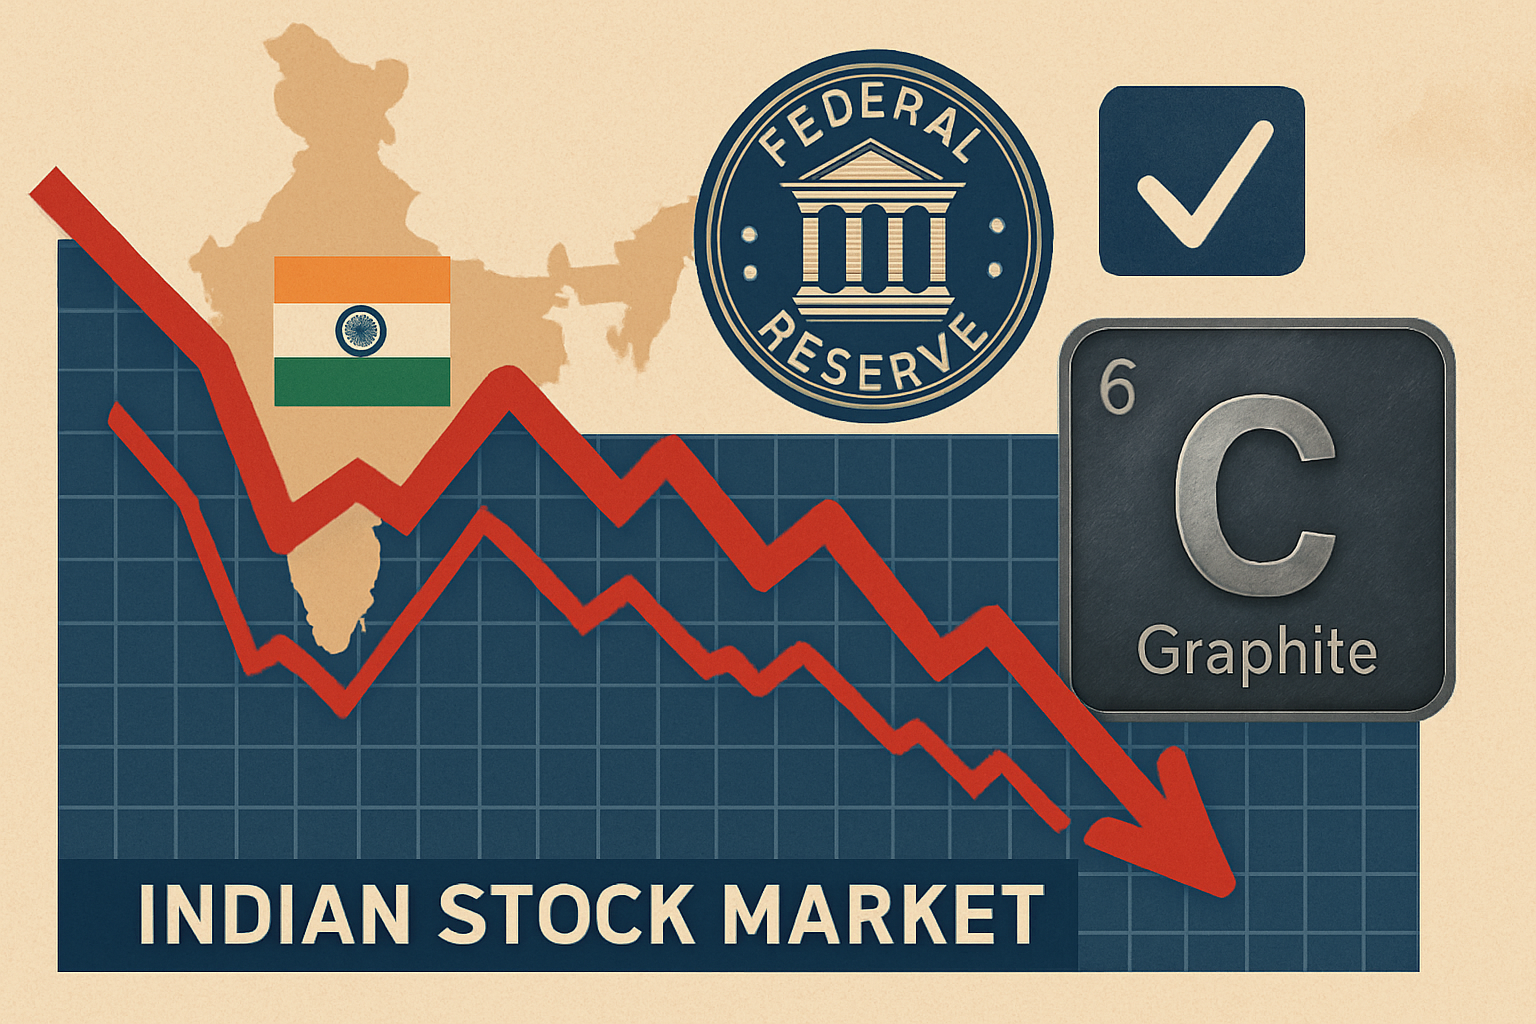 FEDERAL
RESERVE
6
C
Graphite
INDIAN STOCK MARKET